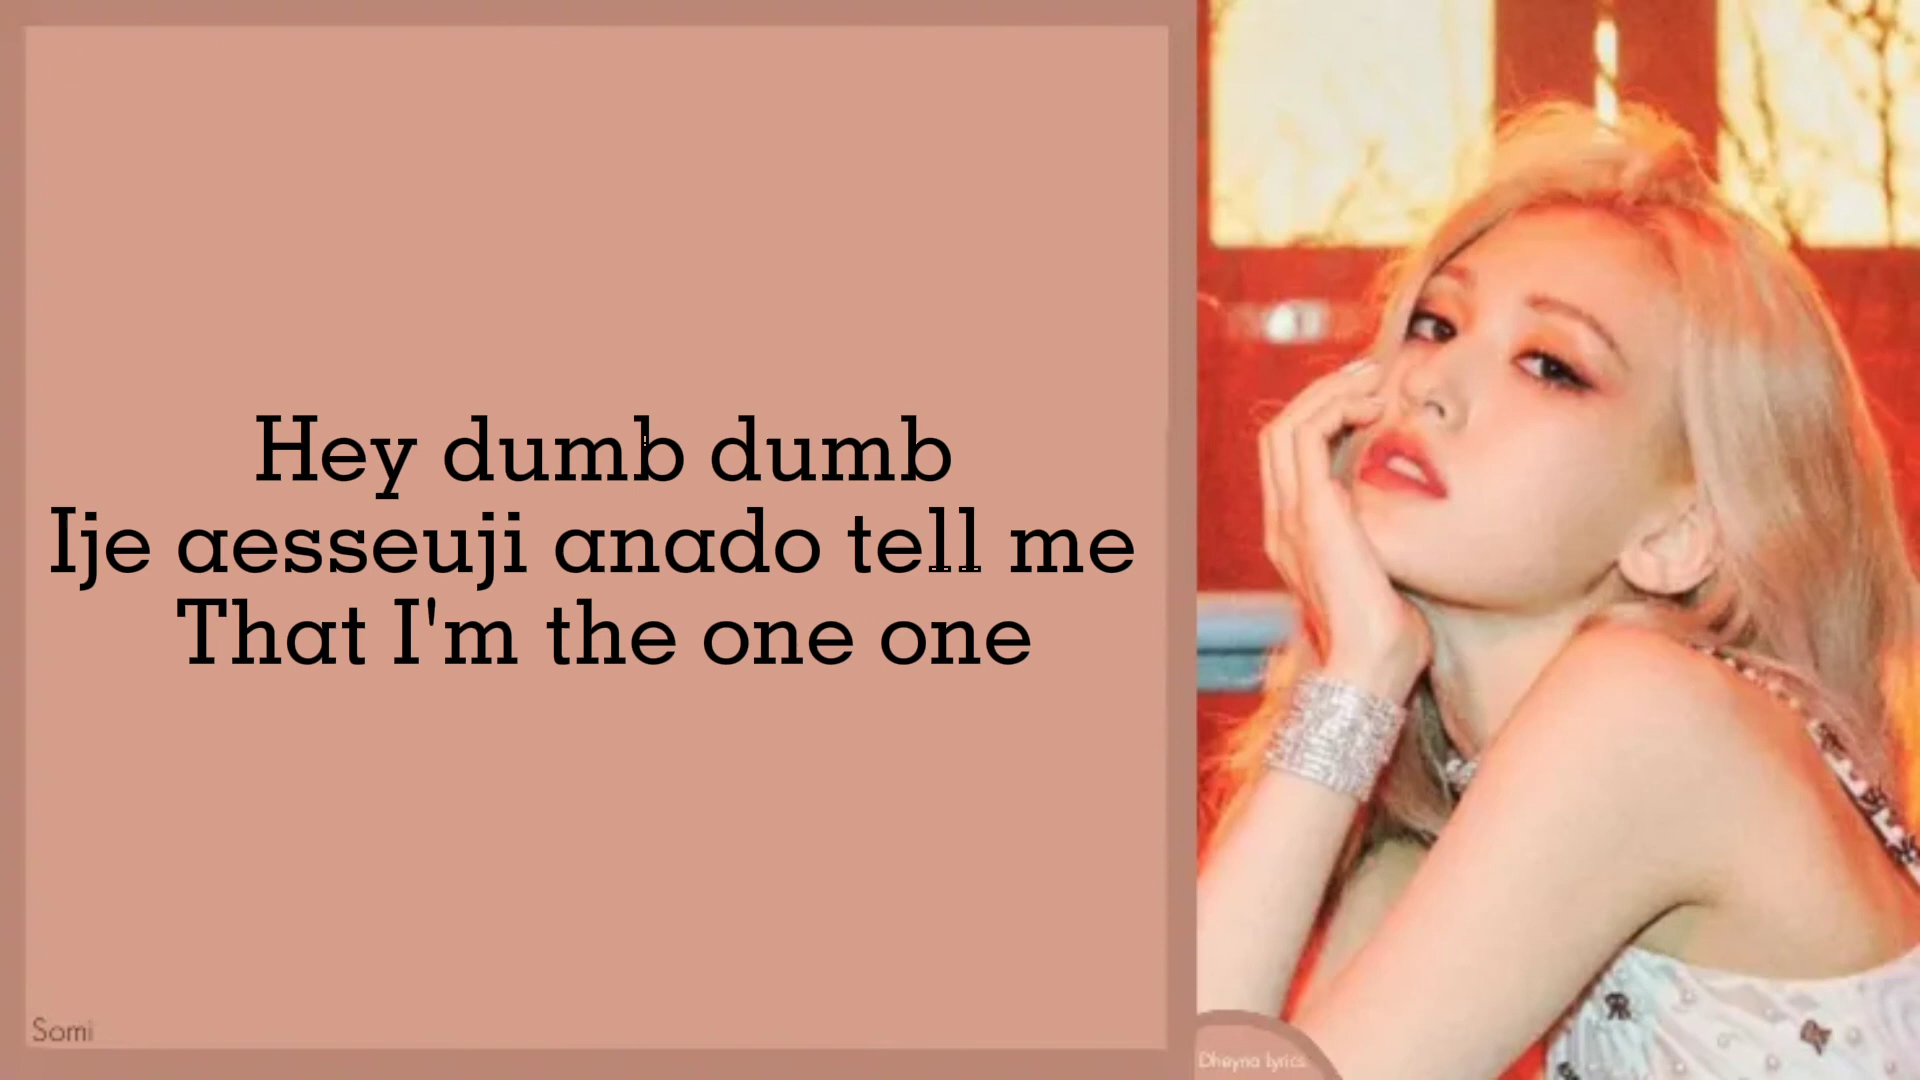 Hey dumb dumb
Ije aesseuji anado tell me
That I'm the one one
Somi
Dheyna lyrics